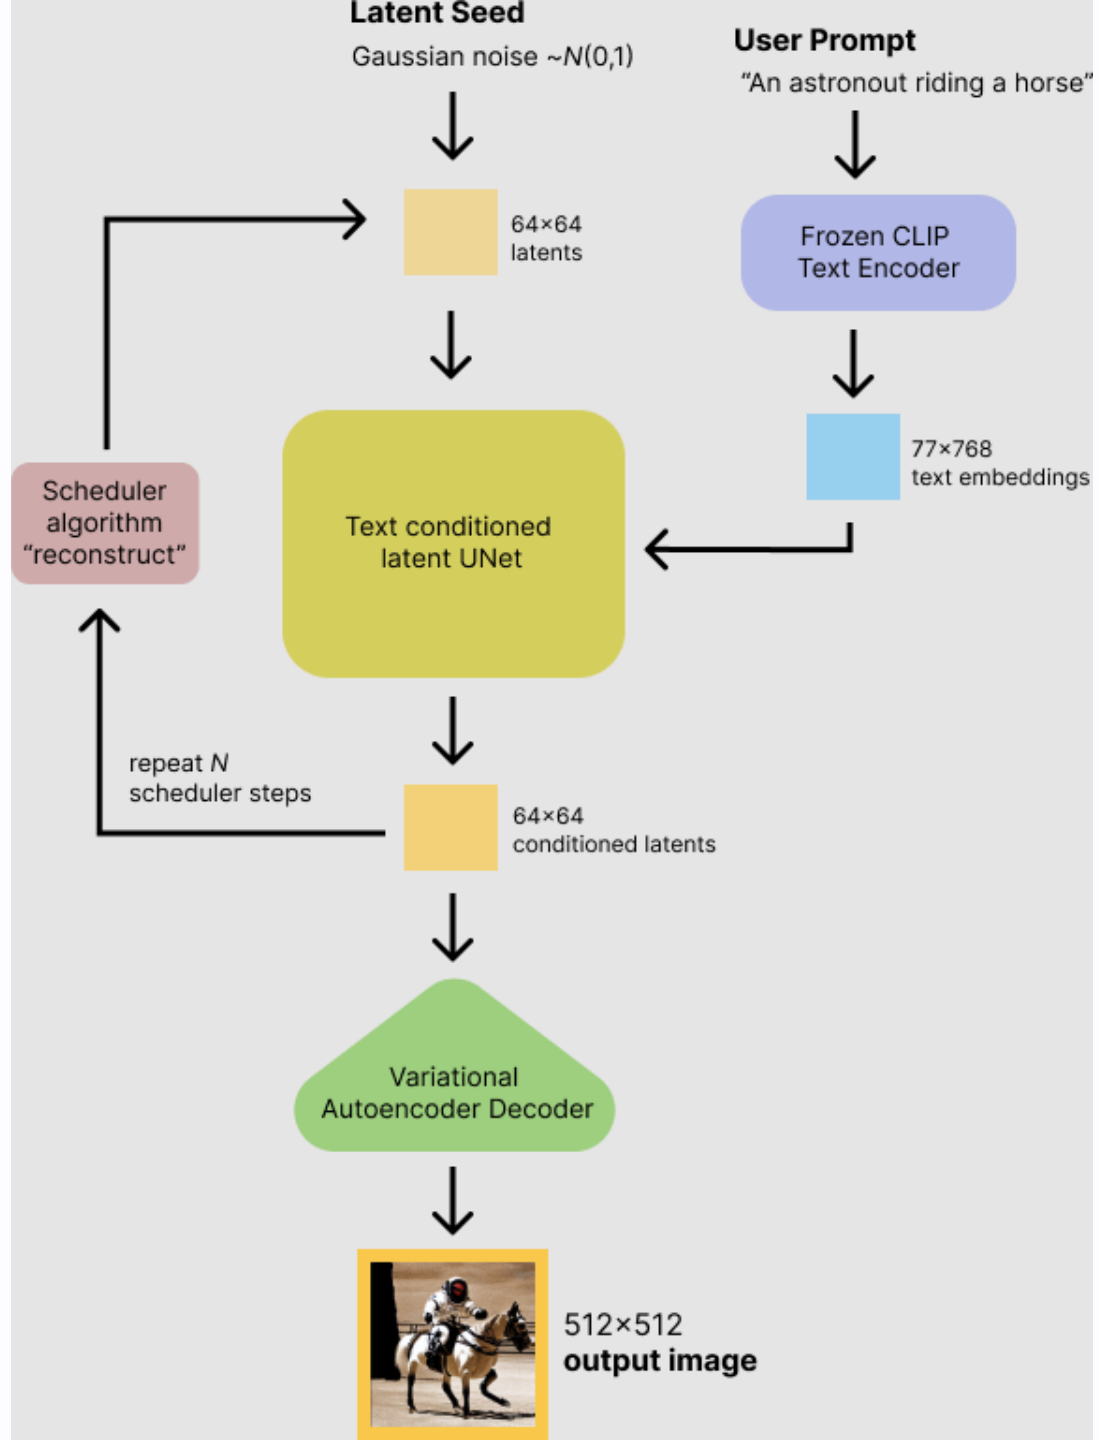 Latent Seed
Gaussian noise ~N(0,1)
User Prompt
“An astronout riding a horse”
64×64
latents
Frozen CLIP
Text Encoder
77×768
text embeddings
Scheduler
algorithm
“reconstruct”
Text conditioned
latent UNet
repeat N
scheduler steps
64×64
conditioned latents
Variational
Autoencoder Decoder
512×512
output image